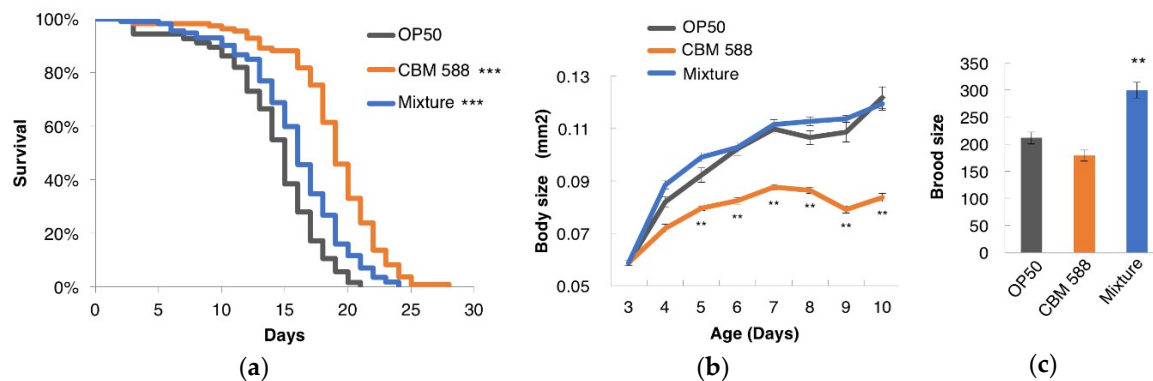 100%
80%
60%
40%
20%
0%
Survival
0 5 10 15 20 25 30
Days
OP50
CBM 588 ***
Mixture ***
(a)
OP50
CBM 588
Mixture
0.13
0.11
0.09
0.07
0.05
Body size (mm2)
** ** ** ** ** **
3 4 5 6 7 8 9 10
Age (Days)
(b)
**
350
300
250
200
150
100
50
0
Brood size
OP50
CBM 588
Mixture
(c)